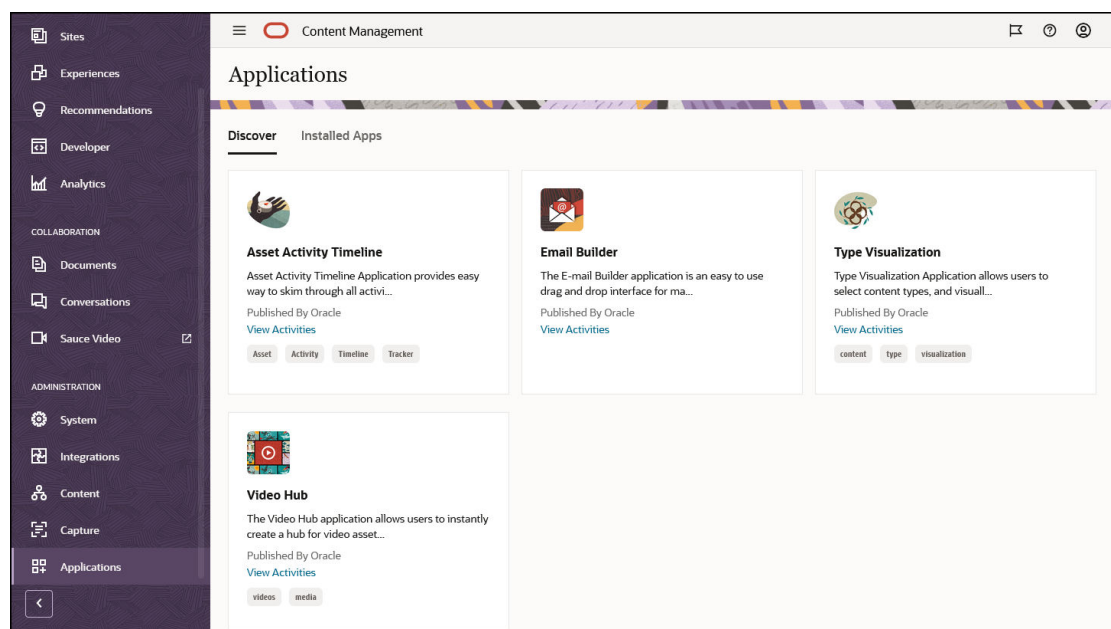 Sites
Experiences
Recommendations
Developer
Analytics
COLLABORATION
Documents
Conversations
Sauce Video
ADMINISTRATION
System
Integrations
Content
Capture
Applications
Content Management
Applications
Discover
Installed Apps
Asset Activity Timeline
Asset Activity Timeline Application provides easy
way to skim through all activi...
Published By Oracle
View Activities
Asset Activity Timeline Tracker
Email Builder
The E-mail Builder application is an easy to use
drag and drop interface for ma...
Published By Oracle
View Activities
Type Visualization
Type Visualization Application allows users to
select content types, and visuall...
Published By Oracle
View Activities
content type visualization
Video Hub
The Video Hub application allows users to instantly
create a hub for video asset...
Published By Oracle
View Activities
videos media